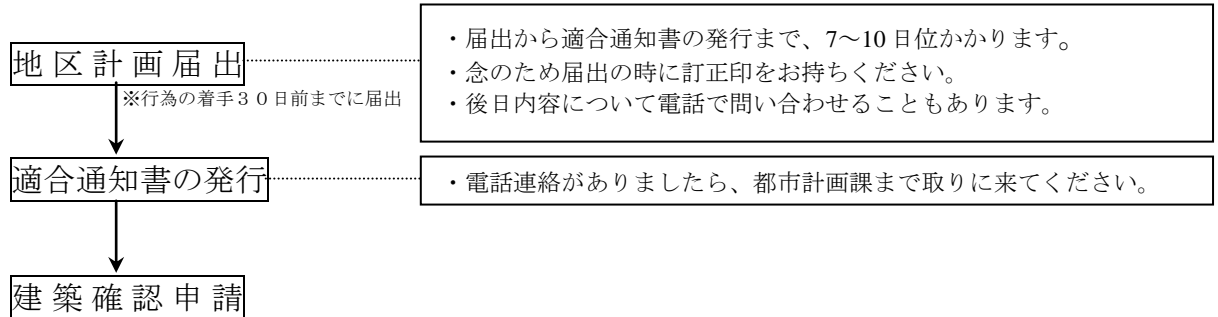 地区計画届出
・届出から適合通知書の発行まで、7～10日位かかります。
・念のため届出の時に訂正印をお持ちください。
・後日内容について電話で問い合わせることもあります。
※行為の着手３０日前までに届出
適合通知書の発行
・電話連絡がありましたら、都市計画課まで取りに来てください。
建築確認申請